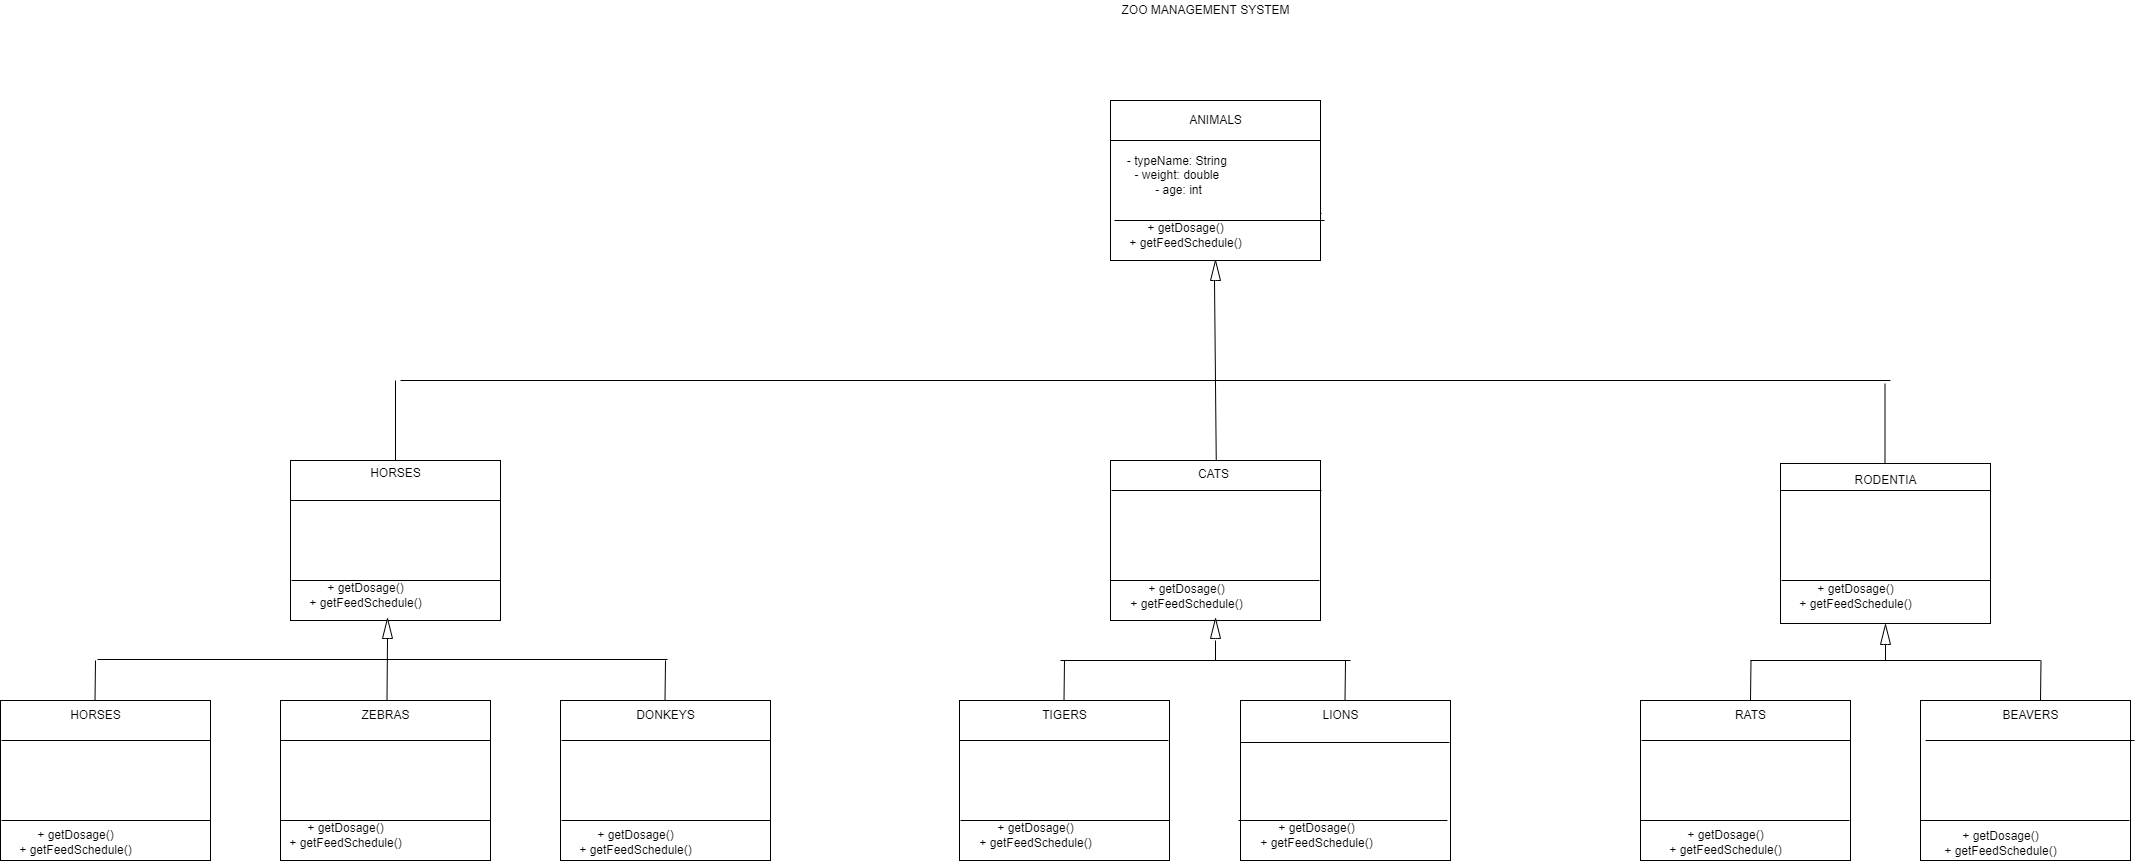 ZOO MANAGEMENT SYSTEM
ANIMALS
- typeName: String
- weight: double
- age: int
+ getDosage()
+ getFeedSchedule()
HORSES
+ getDosage()
+ getFeedSchedule()
CATS
+ getDosage()
+ getFeedSchedule()
RODENTIA
+ getDosage()
+ getFeedSchedule()
HORSES
+ getDosage()
+ getFeedSchedule()
ZEBRAS
+ getDosage()
+ getFeedSchedule()
DONKEYS
+ getDosage()
+ getFeedSchedule()
TIGERS
+ getDosage()
+ getFeedSchedule()
LIONS
+ getDosage()
+ getFeedSchedule()
RATS
+ getDosage()
+ getFeedSchedule()
BEAVERS
+ getDosage()
+ getFeedSchedule()